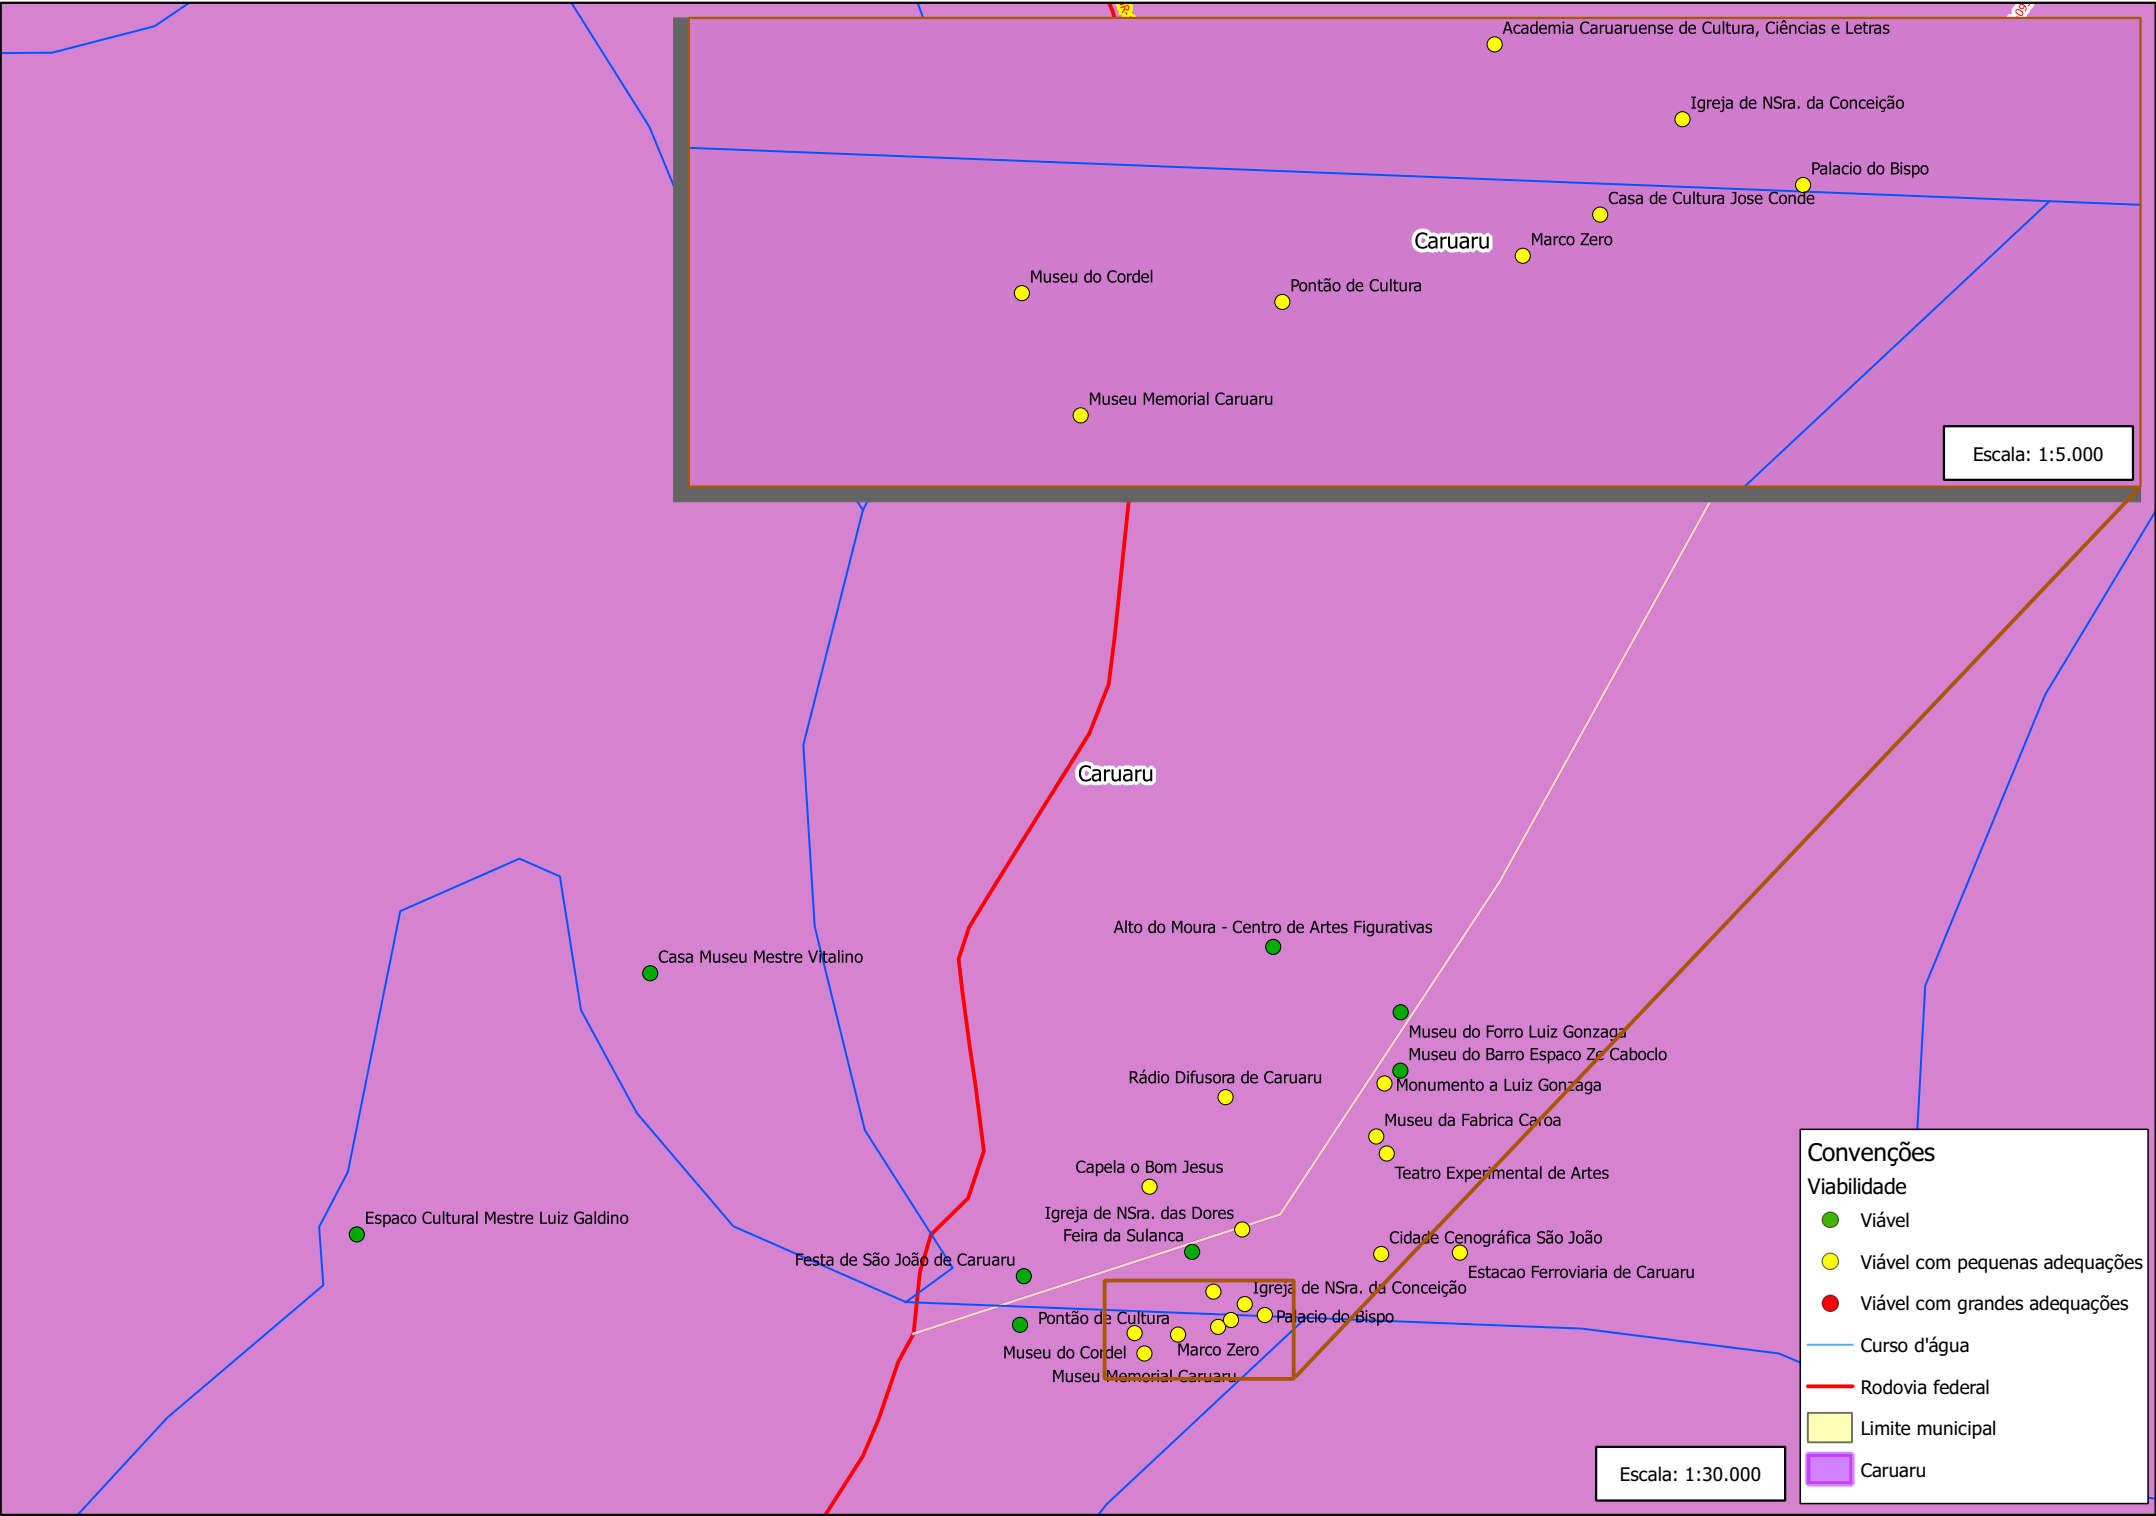 Academia Caruaruense de Cultura, Ciências e Letras
Igreja de NSra. da Conceição
Palacio do Bispo
Casa de Cultura Jose Conde
Caruaru
Marco Zero
Museu do Cordel
Pontão de Cultura
Museu Memorial Caruaru
Escala: 1:5.000
Caruaru
Alto do Moura - Centro de Artes Figurativas
Casa Museu Mestre Vitalino
Museu do Forro Luiz Gonzaga
Museu do Barro Espaco Ze Caboclo
Rádio Difusora de Caruaru
Monumento a Luiz Gonzaga
Museu da Fabrica Caroa
Teatro Experimental de Artes
Capela o Bom Jesus
Igreja de NSra. das Dores
Espaco Cultural Mestre Luiz Galdino
Feira da Sulanca
Cidade Cenográfica São João
Festa de São João de Caruaru
Estacao Ferroviaria de Caruaru
Igreja de NSra. da Conceição
Pontão de Cultura
Palacio do Bispo
Museu do Cordel
Marco Zero
Museu Memorial Caruaru
Escala: 1:30.000
Convenções
Viabilidade
Viável
Viável com pequenas adequações
Viável com grandes adequações
Curso d'água
Rodovia federal
Limite municipal
Caruaru